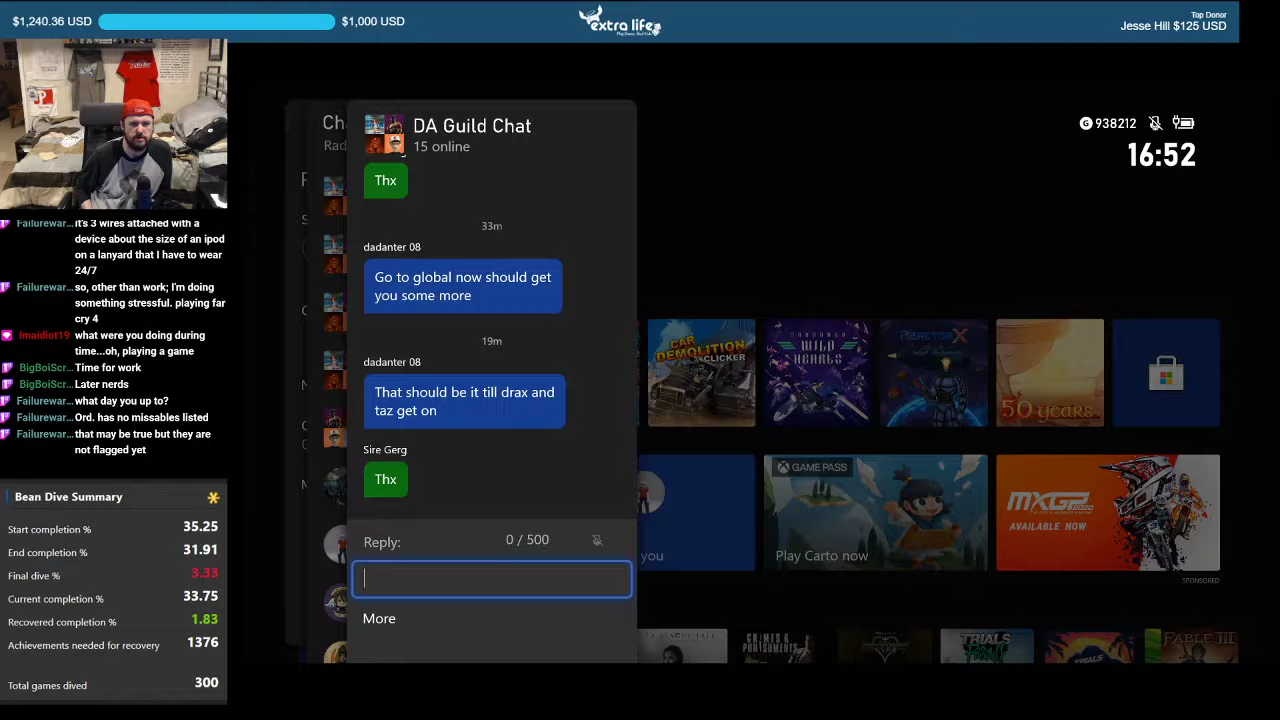 $1,240.36 USD
$1,000 USD
extra life
Top Donor
Jesse Hill $125 USD
DA Guild Chat
15 online
938212
16:52
Thx
33m
dadanter 08
Go to global now should get
you some more
19m
dadanter 08
That should be it till drax and
taz get on
Sire Gerg
Thx
Reply:
0 / 500
More
Failurewar... it's 3 wires attached with a
device about the size of an ipod
on a lanyard that I have to wear
24/7
Failurewar... so, other than work; I'm doing
something stressful. playing far
cry 4
Imaidiot19 what were you doing during
time...oh, playing a game
BigBoiScr... Time for work
BigBoiScr... Later nerds
Failurewar... what day you up to?
Failurewar... Ord. has no missables listed
Failurewar... that may be true but they are
not flagged yet
Bean Dive Summary
Start completion % 35.25
End completion % 31.91
Final dive % 3.33
Current completion % 33.75
Recovered completion % 1.83
Achievements needed for recovery 1376
Total games dived 300
CAR
DEMOLITION
CLICKER
WILD
HEARTS
REACTOR X
50 YEARS
you
GAME PASS
Play Carto now
MXGP
2020
AVAILABLE NOW
SPONSORED
CRIMES &
PUNISHMENTS
TRIALS
TRIALS
FABLE III